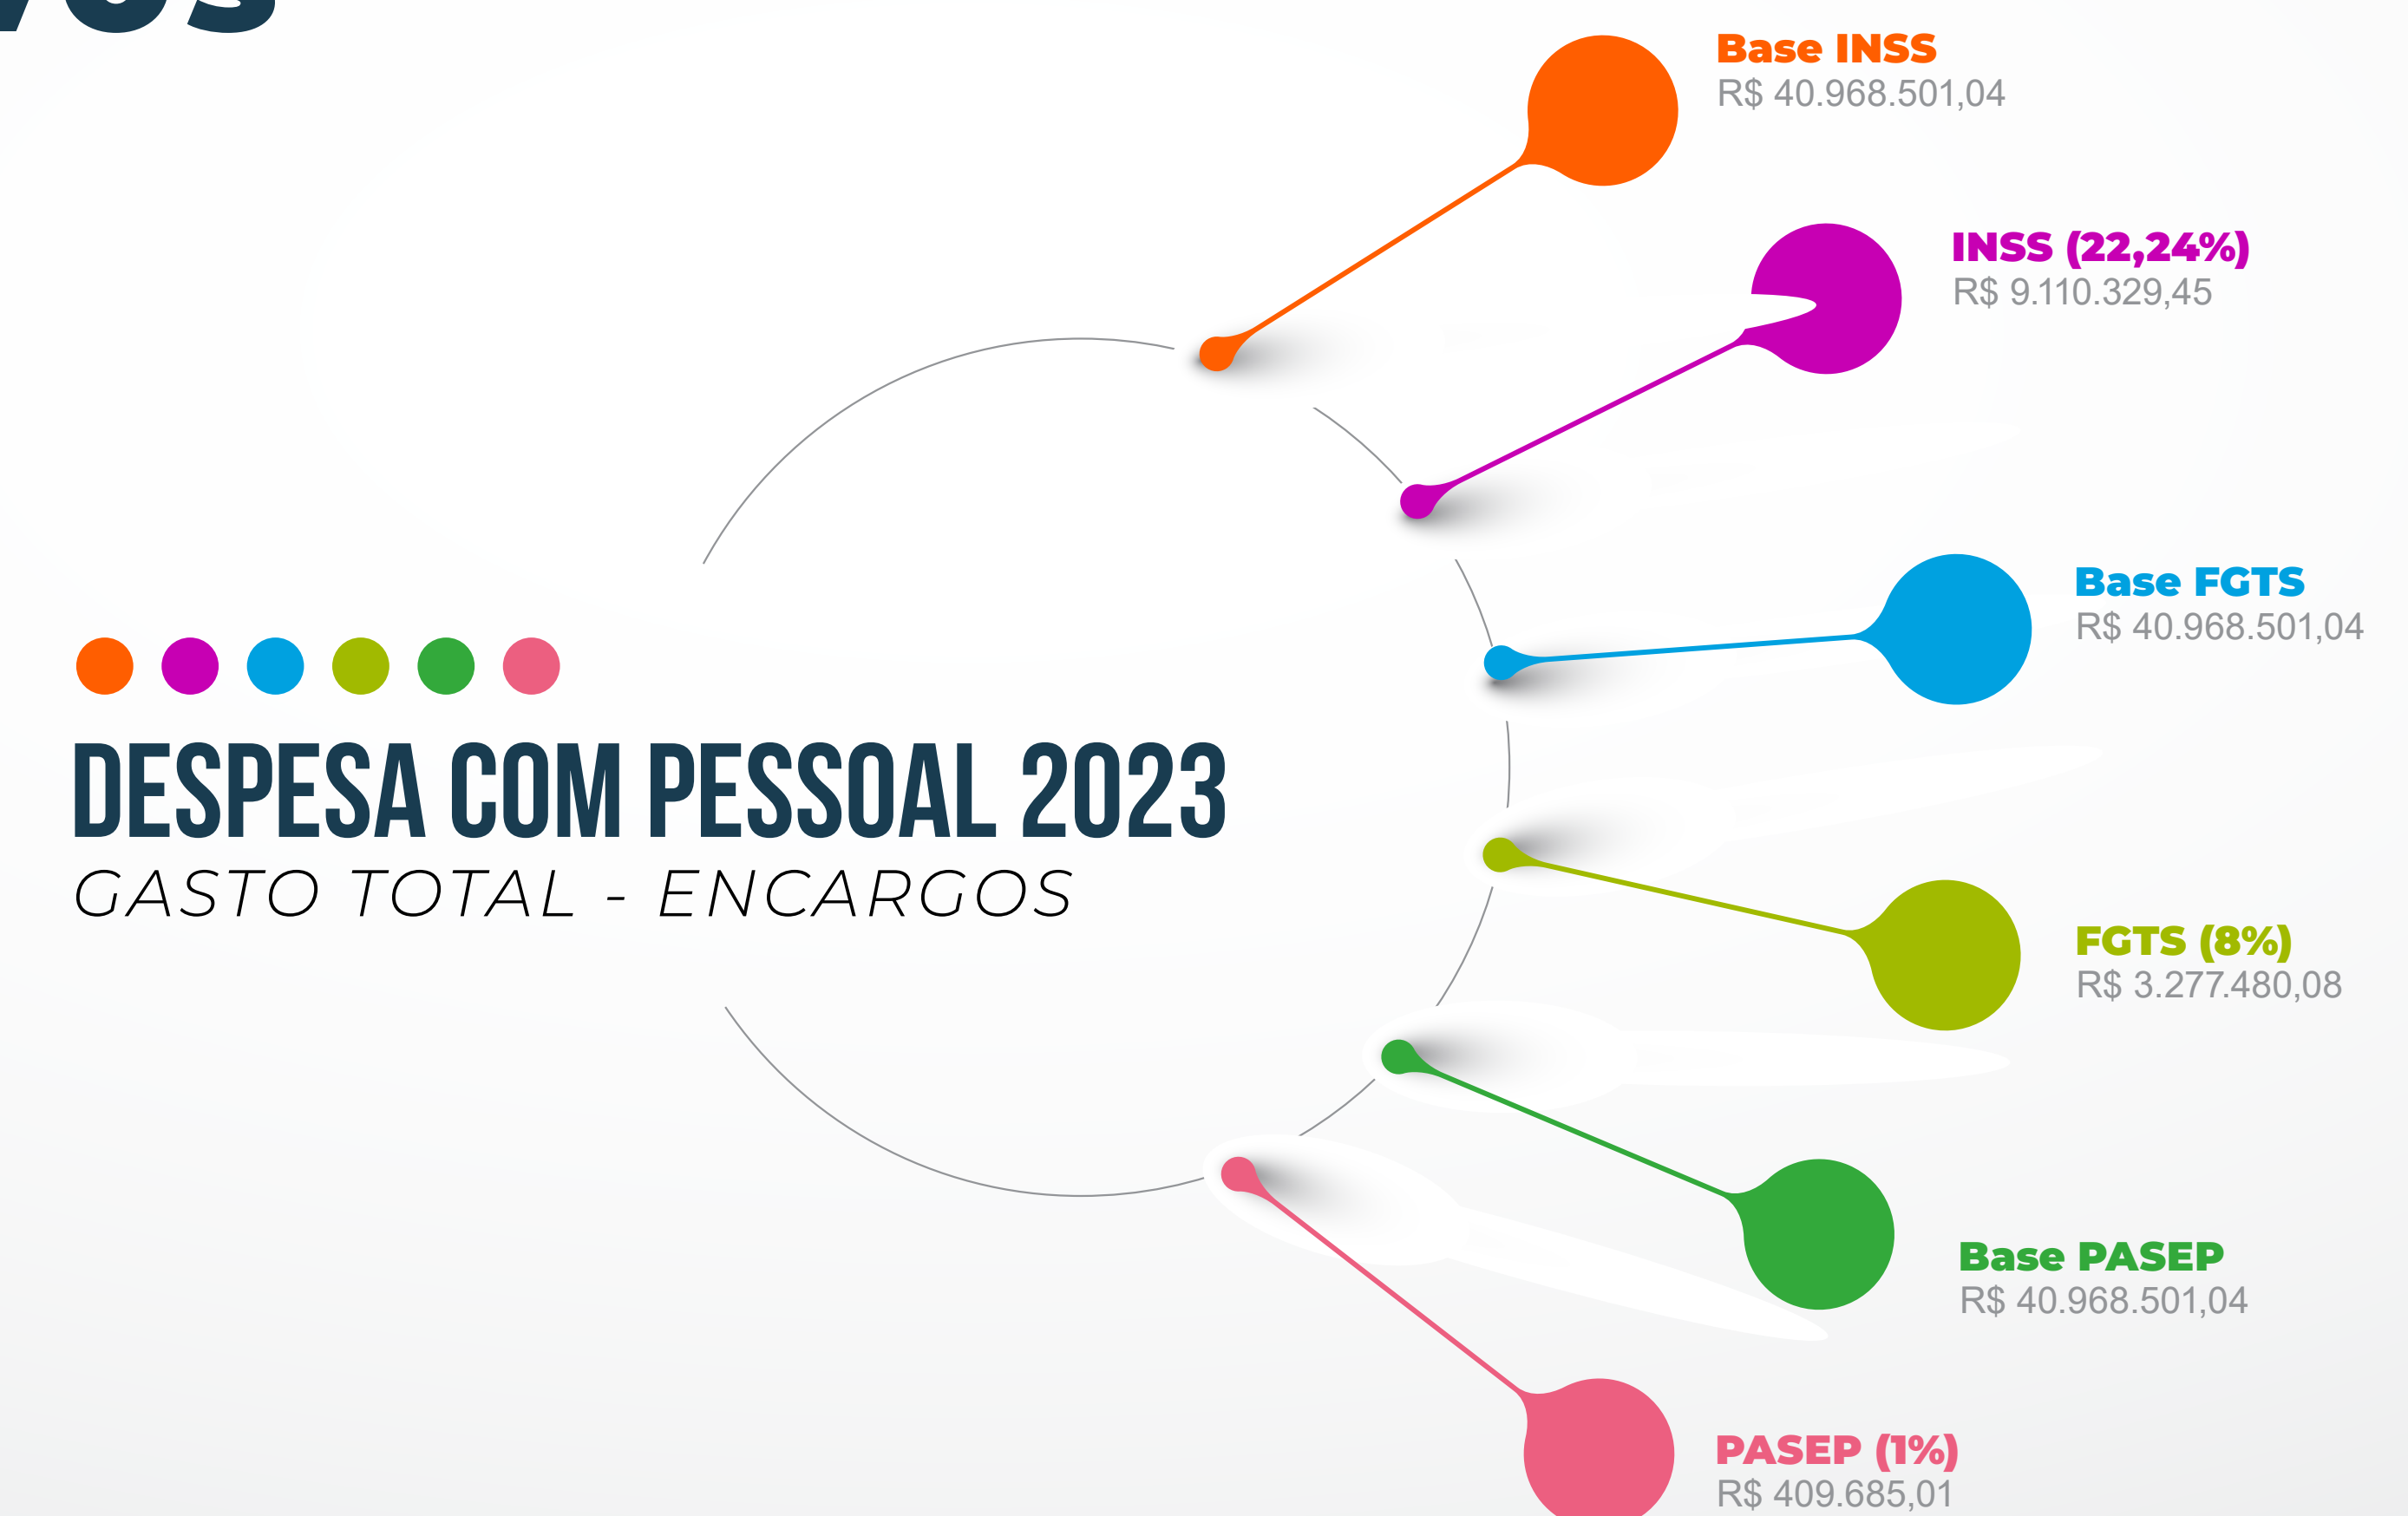 Base INSS
R$ 40.968.501,04
INSS (22,24%)
R$ 9.110.329,45
Base FGTS
R$ 40.968.501,04
DESPESA COM PESSOAL 2023
GASTO TOTAL - ENCARGOS
FGTS (8%)
R$ 3.277.480,08
Base PASEP
R$ 40.968.501,04
PASEP (1%)
R$ 409.685,01